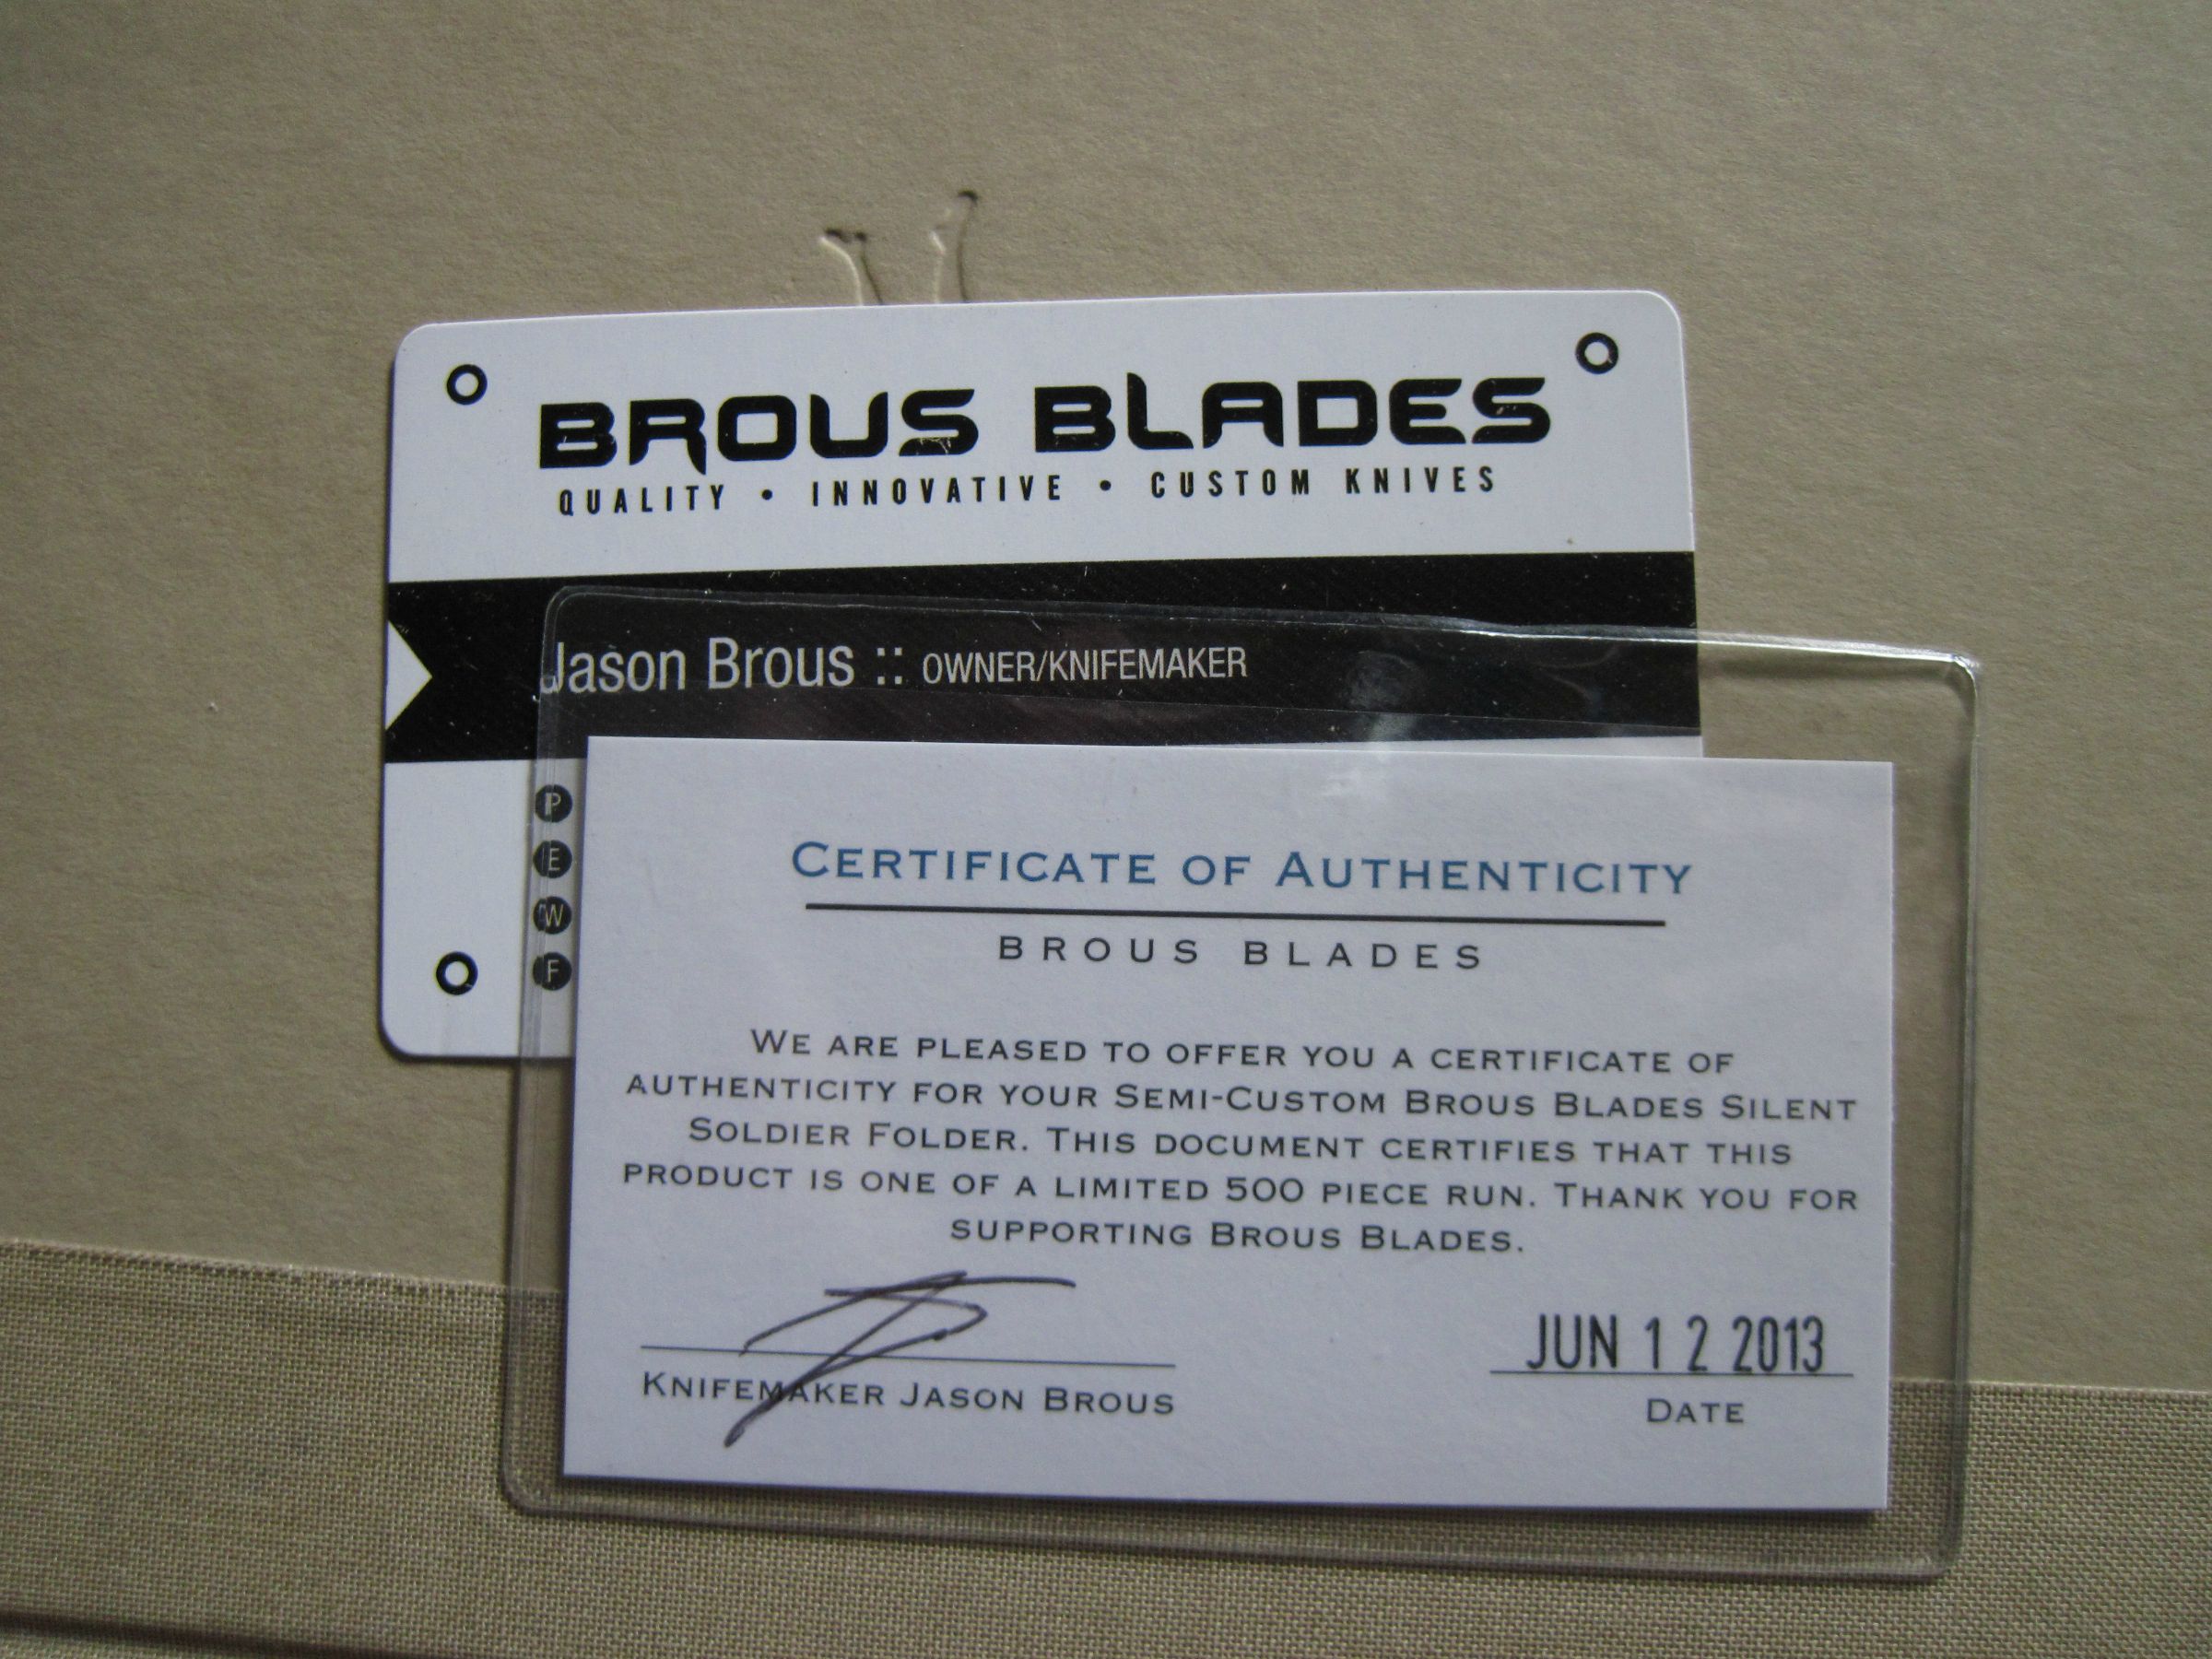 BROUS BLADES
QUALITY • INNOVATIVE • CUSTOM KNIVES
Jason Brous :: OWNER/KNIFEMAKER
P
E
W
F
CERTIFICATE OF AUTHENTICITY
BROUS BLADES
WE ARE PLEASED TO OFFER YOU A CERTIFICATE OF
AUTHENTICITY FOR YOUR SEMI-CUSTOM BROUS BLADES SILENT
SOLDIER FOLDER. THIS DOCUMENT CERTIFIES THAT THIS
PRODUCT IS ONE OF A LIMITED 500 PIECE RUN. THANK YOU FOR
SUPPORTING BROUS BLADES.
JUN 12 2013
KNIFEMAKER JASON BROUS
DATE